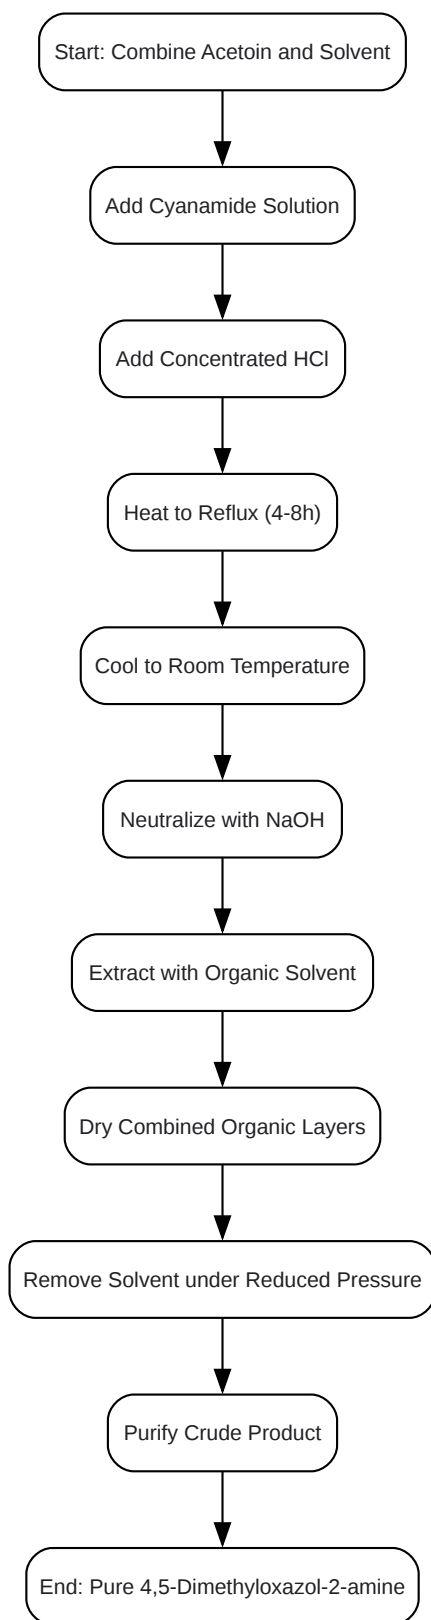 Start: Combine Acetoin and Solvent
Add Cyanamide Solution
Add Concentrated HCl
Heat to Reflux (4-8h)
Cool to Room Temperature
Neutralize with NaOH
Extract with Organic Solvent
Dry Combined Organic Layers
Remove Solvent under Reduced Pressure
Purify Crude Product
End: Pure 4,5-Dimethyloxazol-2-amine